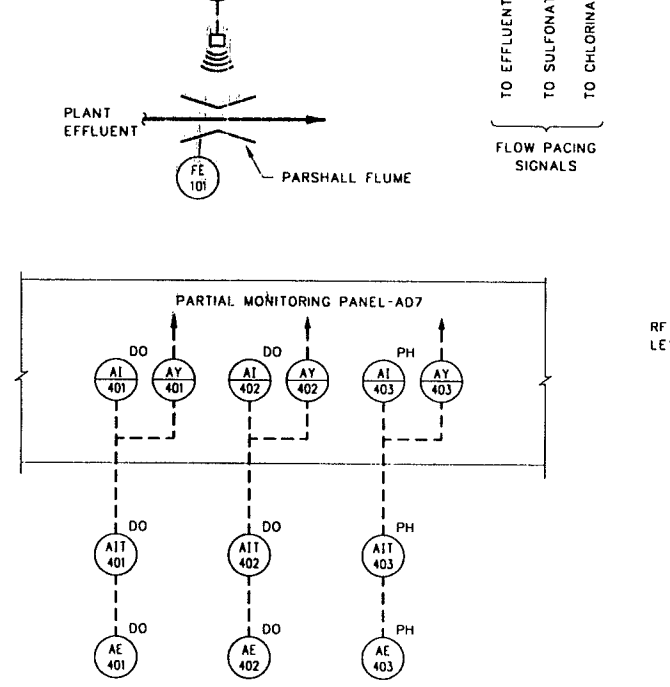 TO EFFLUENT
TO SULFONAT
TO CHLORINA
PLANT
EFFLUENT
FE
101
PARSHALL FLUME
FLOW PACING
SIGNALS
PARTIAL MONITORING PANEL-AD7
RF
DO
DO
PH
AI
401
AY
401
AI
402
AY
402
AI
403
AY
403
DO
DO
PH
AIT
401
AIT
402
AIT
403
DO
DO
PH
AE
401
AE
402
AE
403